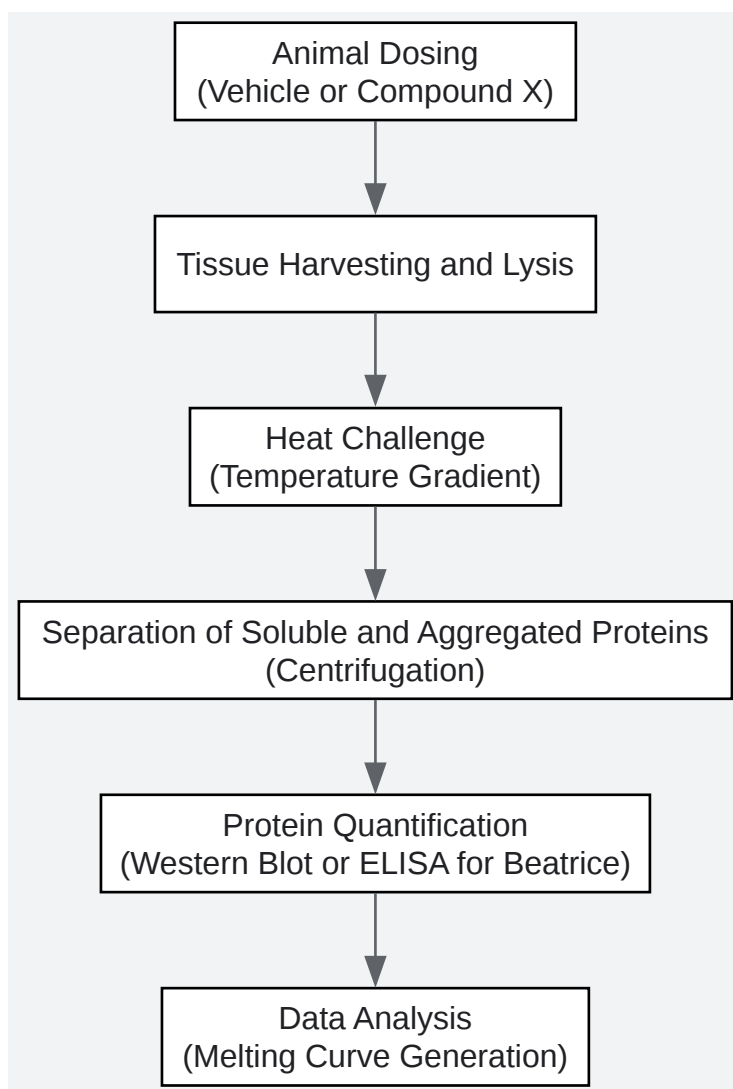 Animal Dosing
(Vehicle or Compound X)
Tissue Harvesting and Lysis
Heat Challenge
(Temperature Gradient)
Separation of Soluble and Aggregated Proteins
(Centrifugation)
Protein Quantification
(Western Blot or ELISA for Beatrice)
Data Analysis
(Melting Curve Generation)